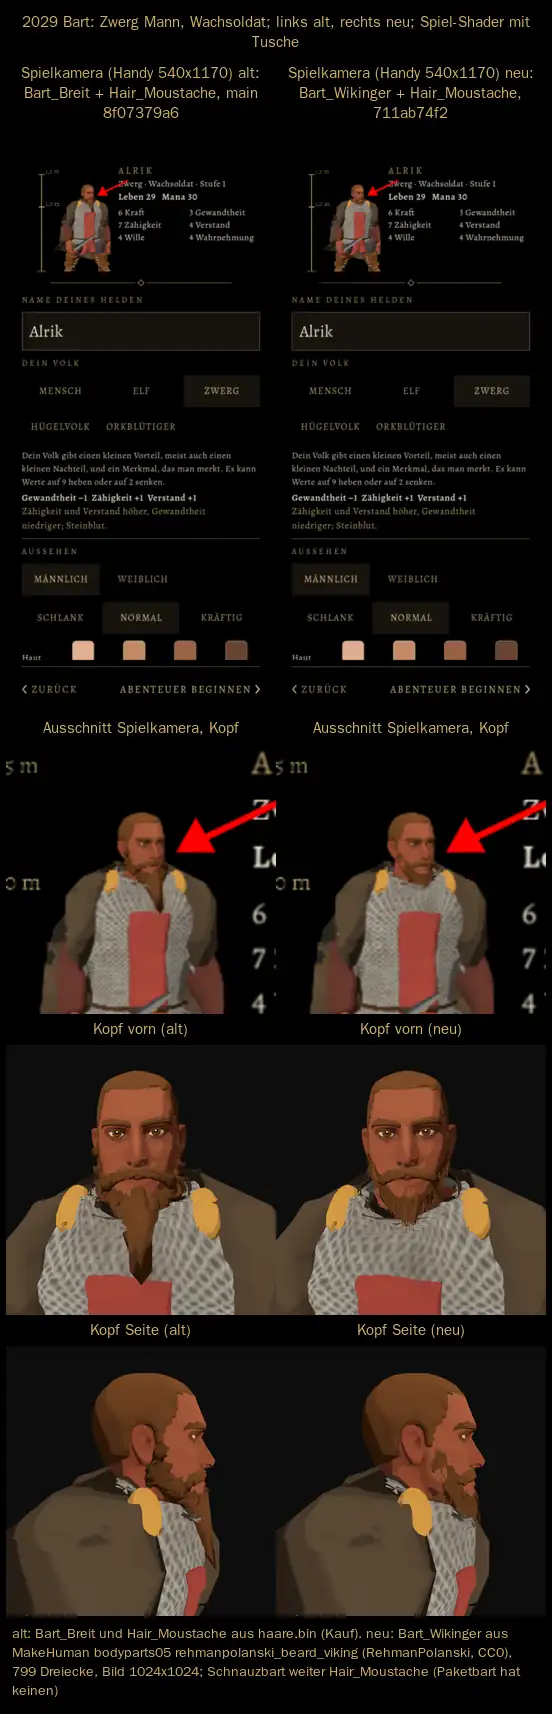 2029 Bart: Zwerg Mann, Wachsoldat; links alt, rechts neu; Spiel-Shader mit
Tusche
Spielkamera (Handy 540x1170) alt:
Bart_Breit + Hair_Moustache, main
8f07379a6
Spielkamera (Handy 540x1170) neu:
Bart_Wikinger + Hair_Moustache,
711ab74f2
ALRIK
Zwerg · Wachsoldat · Stufe 1
Leben 29 Mana 30
6 Kraft 3 Gewandtheit
7 Zähigkeit 4 Verstand
4 Wille 4 Wahrnehmung
NAME DEINES HELDEN
Alrik
DEIN VOLK
MENSCH ELF ZWERG
HÜGELVOLK ORKBLÜTIGER
Dein Volk gibt einen kleinen Vorteil, meist auch einen
kleinen Nachteil, und ein Merkmal, das man merkt. Es kann
Werte auf 9 heben oder auf 2 senken.
Gewandtheit −1 Zähigkeit +1 Verstand +1
Zähigkeit und Verstand höher, Gewandtheit
niedriger; Steinblut.
AUSSEHEN
MÄNNLICH WEIBLICH
SCHLANK NORMAL KRÄFTIG
Haut
ZURÜCK ABENTEUER BEGINNEN
ALRIK
Zwerg · Wachsoldat · Stufe 1
Leben 29 Mana 30
6 Kraft 3 Gewandtheit
7 Zähigkeit 4 Verstand
4 Wille 4 Wahrnehmung
NAME DEINES HELDEN
Alrik
DEIN VOLK
MENSCH ELF ZWERG
HÜGELVOLK ORKBLÜTIGER
Dein Volk gibt einen kleinen Vorteil, meist auch einen
kleinen Nachteil, und ein Merkmal, das man merkt. Es kann
Werte auf 9 heben oder auf 2 senken.
Gewandtheit −1 Zähigkeit +1 Verstand +1
Zähigkeit und Verstand höher, Gewandtheit
niedriger; Steinblut.
AUSSEHEN
MÄNNLICH WEIBLICH
SCHLANK NORMAL KRÄFTIG
Haut
ZURÜCK ABENTEUER BEGINNEN
Ausschnitt Spielkamera, Kopf
Ausschnitt Spielkamera, Kopf
5 m
A
0 m
Le
6
7
4
5 m
A
0 m
Le
6
7
4
Kopf vorn (alt)
Kopf vorn (neu)
Kopf Seite (alt)
Kopf Seite (neu)
alt: Bart_Breit und Hair_Moustache aus haare.bin (Kauf). neu: Bart_Wikinger aus
MakeHuman bodyparts05 rehmanpolanski_beard_viking (RehmanPolanski, CC0),
799 Dreiecke, Bild 1024x1024; Schnauzbart weiter Hair_Moustache (Paketbart hat
keinen)